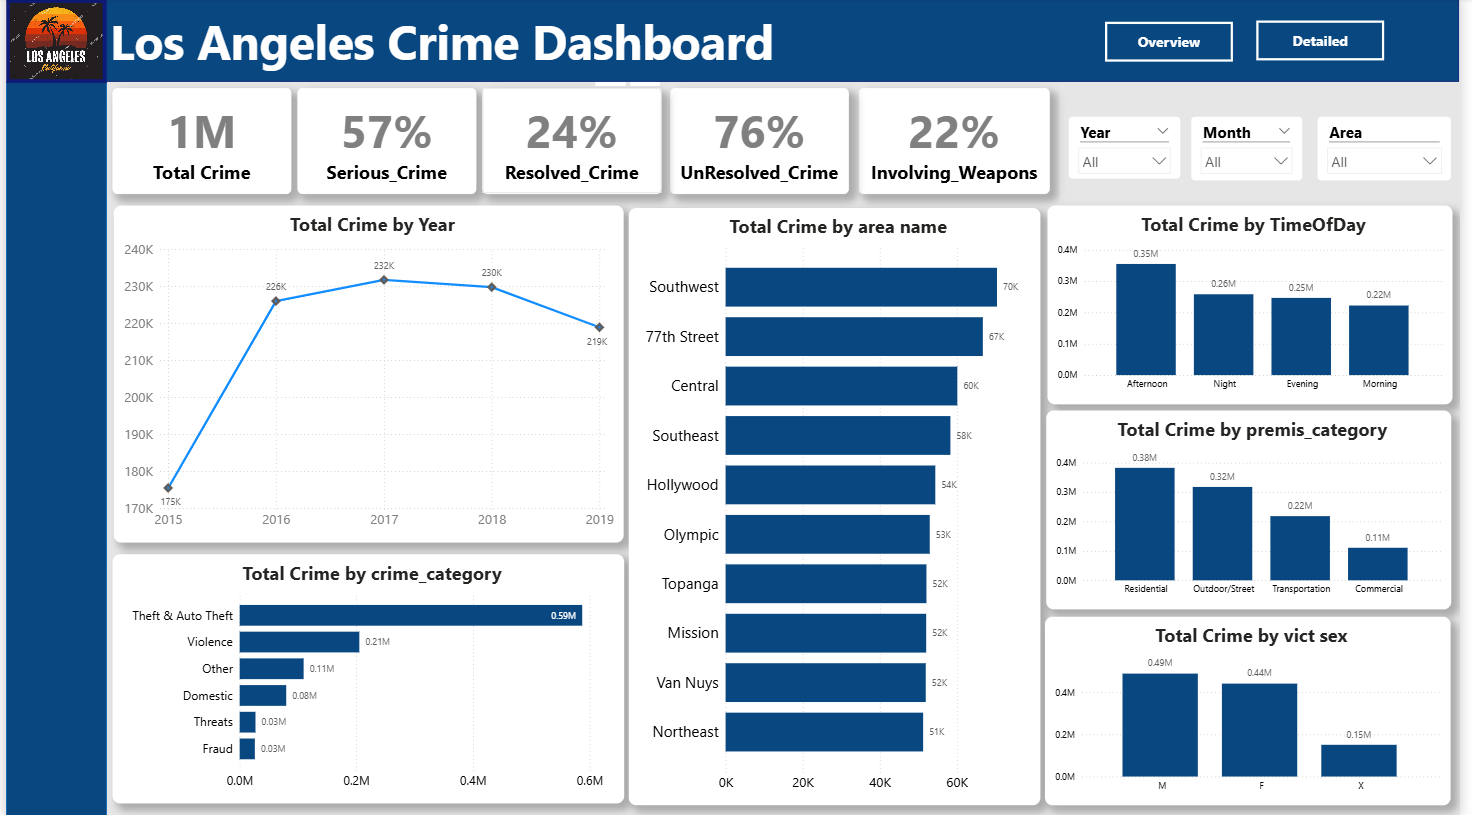 LOS ANGELES
California
Los Angeles Crime Dashboard
Overview
Detailed
1M
Total Crime
57%
Serious_Crime
24%
Resolved_Crime
76%
UnResolved_Crime
22%
Involving_Weapons
Year
All
Month
All
Area
All
Total Crime by Year
240K
230K
220K
210K
200K
190K
180K
170K
175K
226K
232K
230K
219K
2015
2016
2017
2018
2019
Total Crime by crime_category
Theft & Auto Theft
0.59M
Violence
0.21M
Other
0.11M
Domestic
0.08M
Threats
0.03M
Fraud
0.03M
0.0M
0.2M
0.4M
0.6M
Total Crime by area name
Southwest
70K
77th Street
67K
Central
60K
Southeast
58K
Hollywood
54K
Olympic
53K
Topanga
52K
Mission
52K
Van Nuys
52K
Northeast
51K
0K
20K
40K
60K
Total Crime by TimeOfDay
0.4M
0.3M
0.2M
0.1M
0.0M
0.35M
0.26M
0.25M
0.22M
Afternoon
Night
Evening
Morning
Total Crime by premis_category
0.4M
0.3M
0.2M
0.1M
0.0M
0.38M
0.32M
0.22M
0.11M
Residential
Outdoor/Street
Transportation
Commercial
Total Crime by vict sex
0.4M
0.2M
0.0M
0.49M
0.44M
0.15M
M
F
X